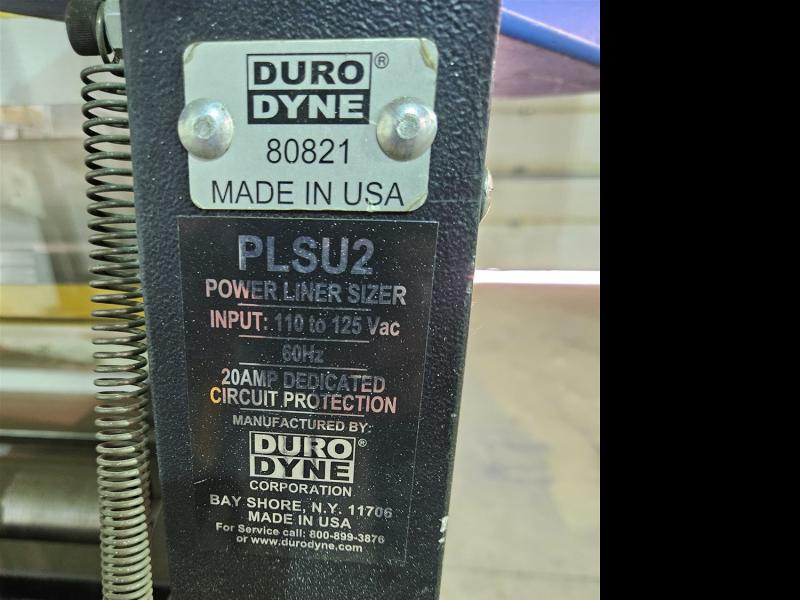 DURO®
DYNE
80821
MADE IN USA
PLSU2
POWER LINER SIZER
INPUT: 110 to 125 Vac
60Hz
20AMP DEDICATED
CIRCUIT PROTECTION
MANUFACTURED BY:
DURO®
DYNE
CORPORATION
BAY SHORE, N.Y. 11706
MADE IN USA
For Service call: 800-899-3876
or www.durodyne.com